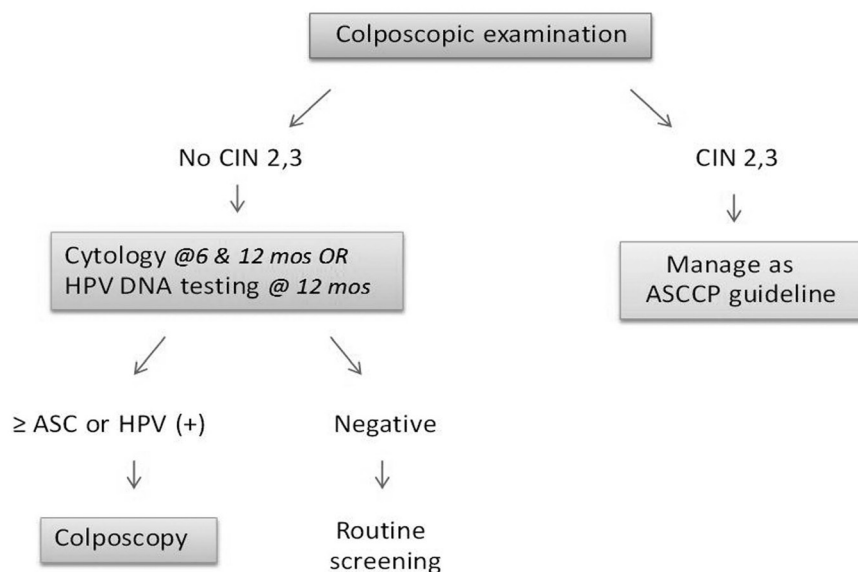 Colposcopic examination
No CIN 2,3
CIN 2,3
Cytology @6 & 12 mos OR
HPV DNA testing @ 12 mos
Manage as
ASCCP guideline
≥ ASC or HPV (+)
Negative
Colposcopy
Routine
screening